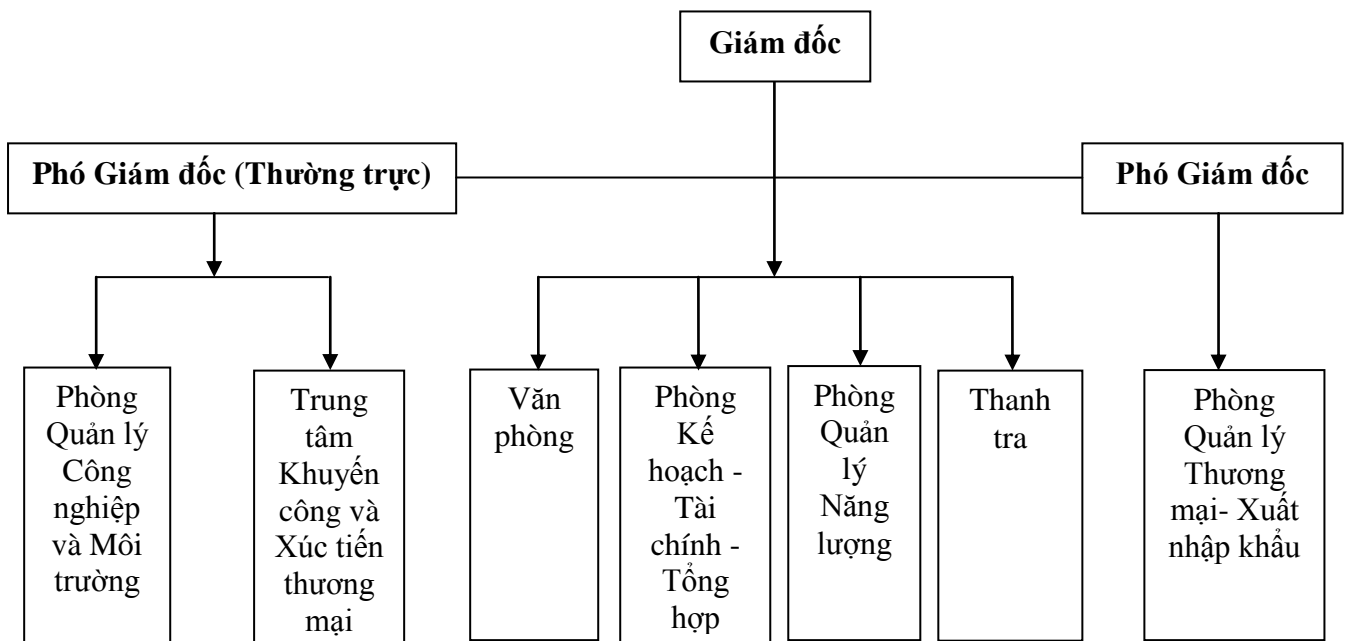 Giám đốc
Phó Giám đốc (Thường trực)
Phó Giám đốc
Phòng
Quản lý
Công
nghiệp
và Môi
trường
Trung
tâm
Khuyến
công và
Xúc tiến
thương
mại
Văn
phòng
Phòng
Kế
hoạch -
Tài
chính -
Tổng
hợp
Phòng
Quản
lý
Năng
lượng
Thanh
tra
Phòng
Quản lý
Thương
mại- Xuất
nhập khẩu